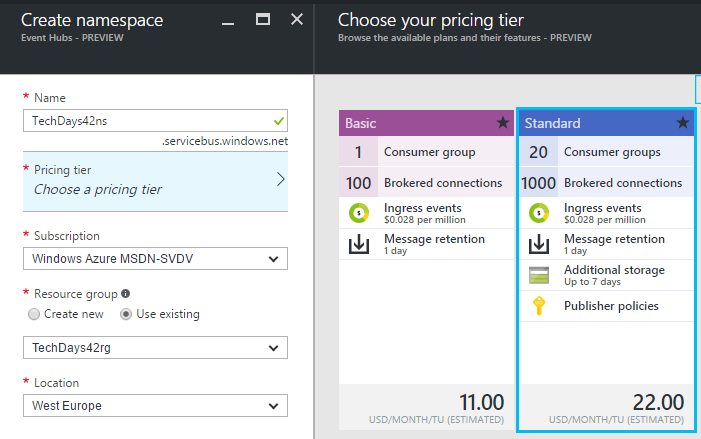 Create namespace
Event Hubs - PREVIEW
* Name
TechDays42ns
.servicebus.windows.net
* Pricing tier
Choose a pricing tier
* Subscription
Windows Azure MSDN-SVDV
* Resource group
Create new
Use existing
TechDays42rg
* Location
West Europe
Choose your pricing tier
Browse the available plans and their features - PREVIEW
Basic
1 Consumer group
100 Brokered connections
Ingress events
$0.028 per million
Message retention
1 day
11.00
USD/MONTH/TU (ESTIMATED)
Standard
20 Consumer groups
1000 Brokered connections
Ingress events
$0.028 per million
Message retention
1 day
Additional storage
Up to 7 days
Publisher policies
22.00
USD/MONTH/TU (ESTIMATED)